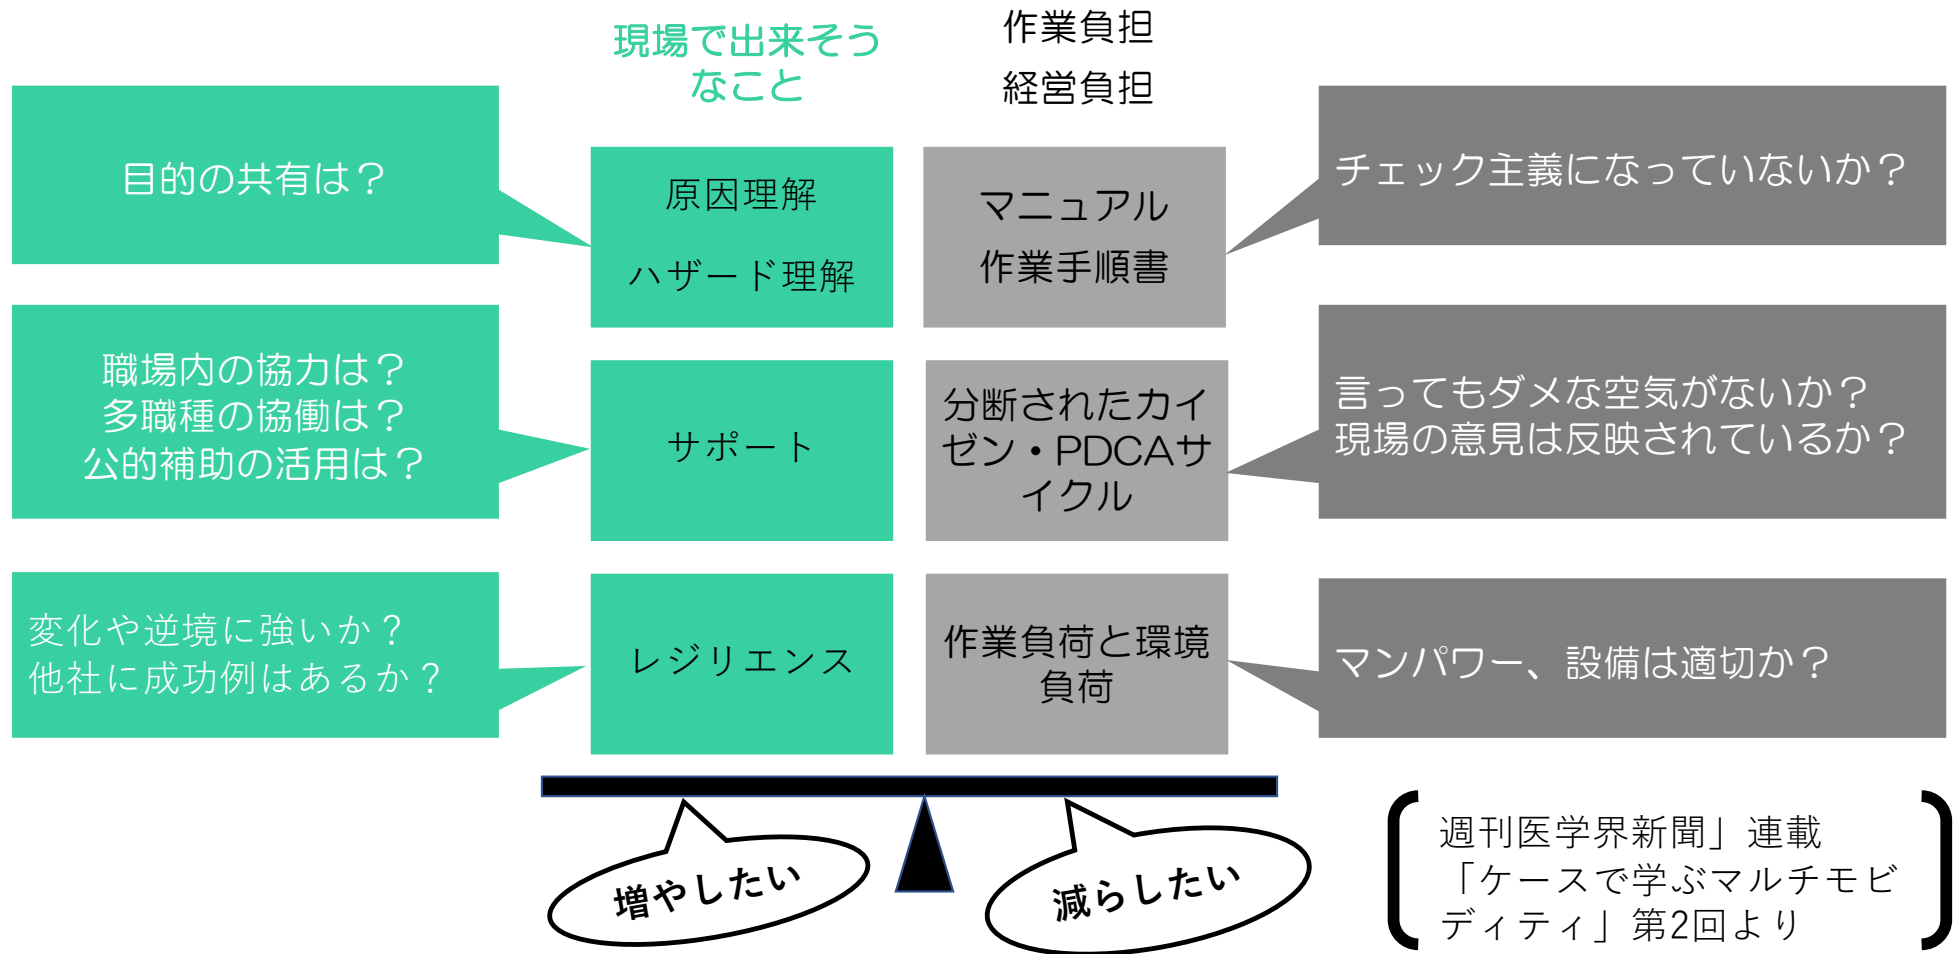 現場で出来そう
なこと
作業負担
経営負担
目的の共有は？
原因理解
ハザード理解
マニュアル
作業手順書
チェック主義になっていないか？
職場内の協力は？
多職種の協働は？
公的補助の活用は？
サポート
分断されたカイ
ゼン・PDCAサ
イクル
言ってもダメな空気がないか？
現場の意見は反映されているか？
変化や逆境に強いか？
他社に成功例はあるか？
レジリエンス
作業負荷と環境
負荷
マンパワー、設備は適切か？
増やしたい
減らしたい
週刊医学界新聞」連載
「ケースで学ぶマルチモビ
ディティ」第2回より